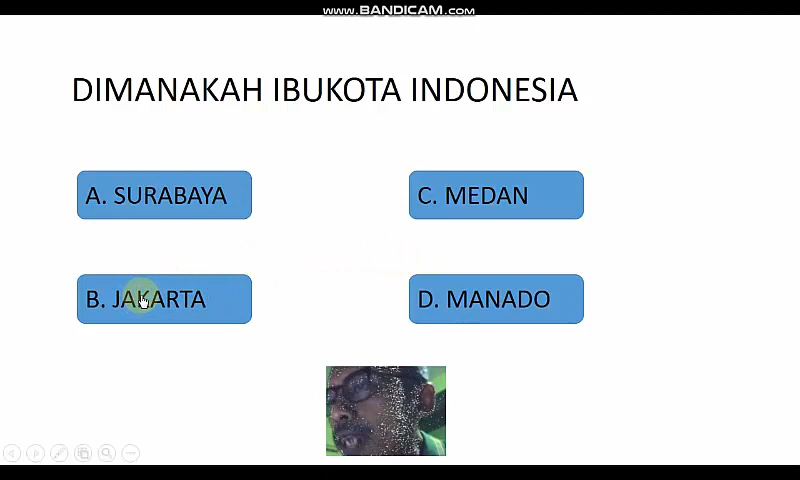 www.BANDICAM.com
DIMANAKAH IBUKOTA INDONESIA
A. SURABAYA
C. MEDAN
B. JAKARTA
D. MANADO